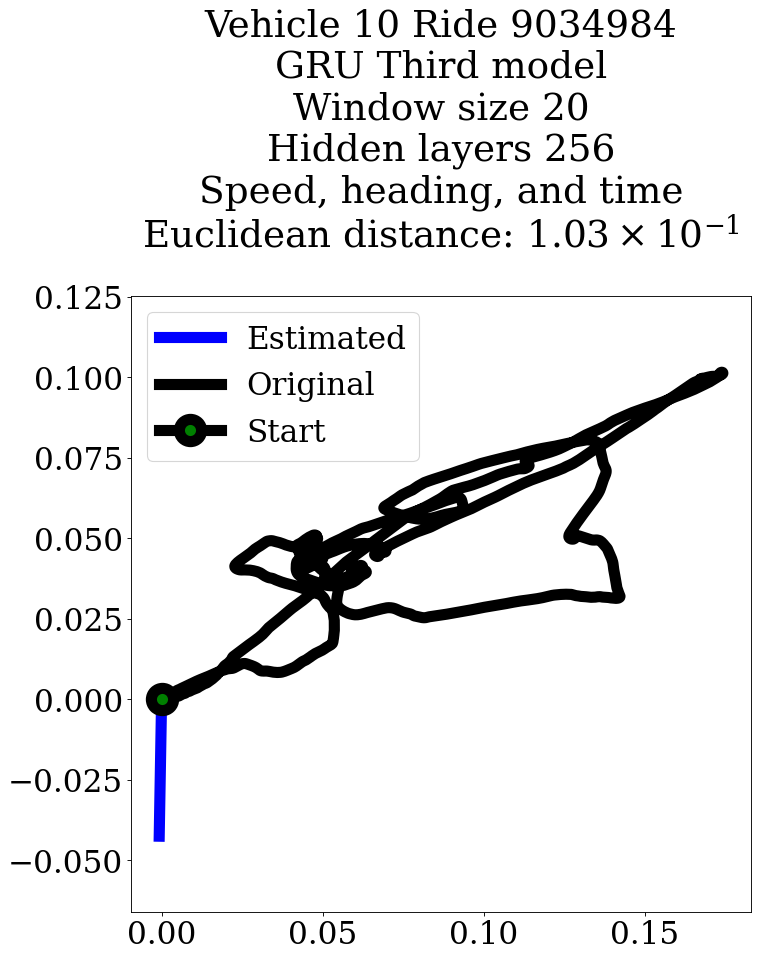 Vehicle 10 Ride 9034984
GRU Third model
Window size 20
Hidden layers 256
Speed, heading, and time
Euclidean distance: 1.03 × 10⁻¹
0.125
0.100
0.075
0.050
0.025
0.000
−0.025
−0.050
Estimated
Original
Start
0.00 0.05 0.10 0.15